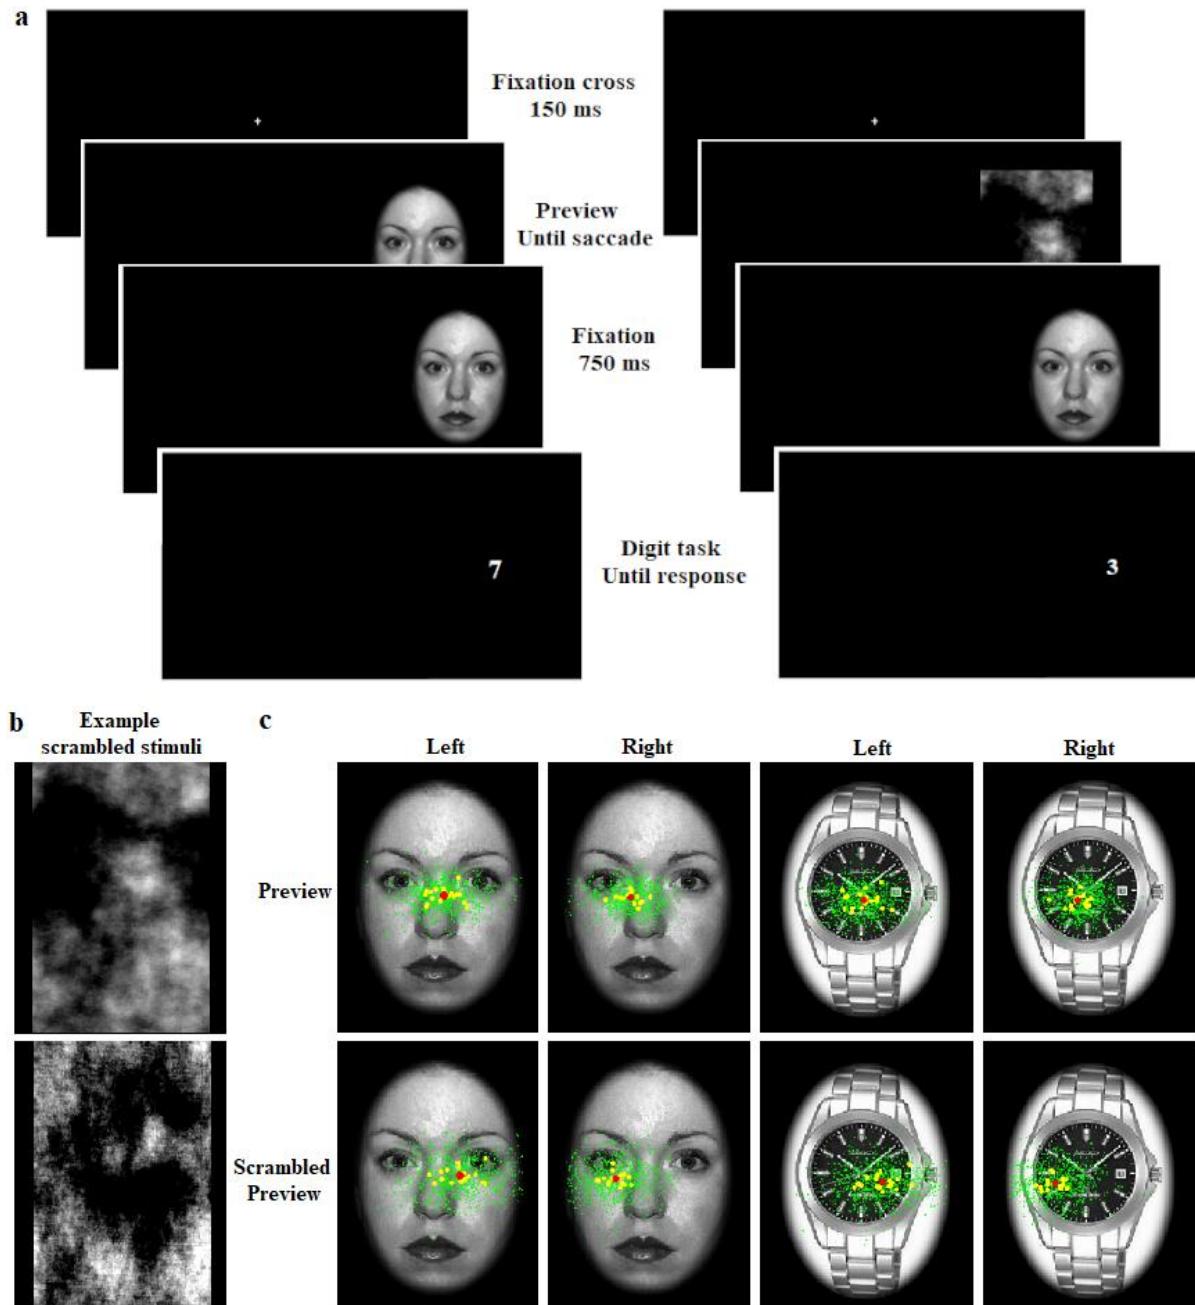 a
Fixation cross
150 ms
Preview
Until saccade
Fixation
750 ms
7
Digit task
Until response
3
b
Example
scrambled stimuli
c
Left
Right
Left
Right
Preview
Scrambled
Preview